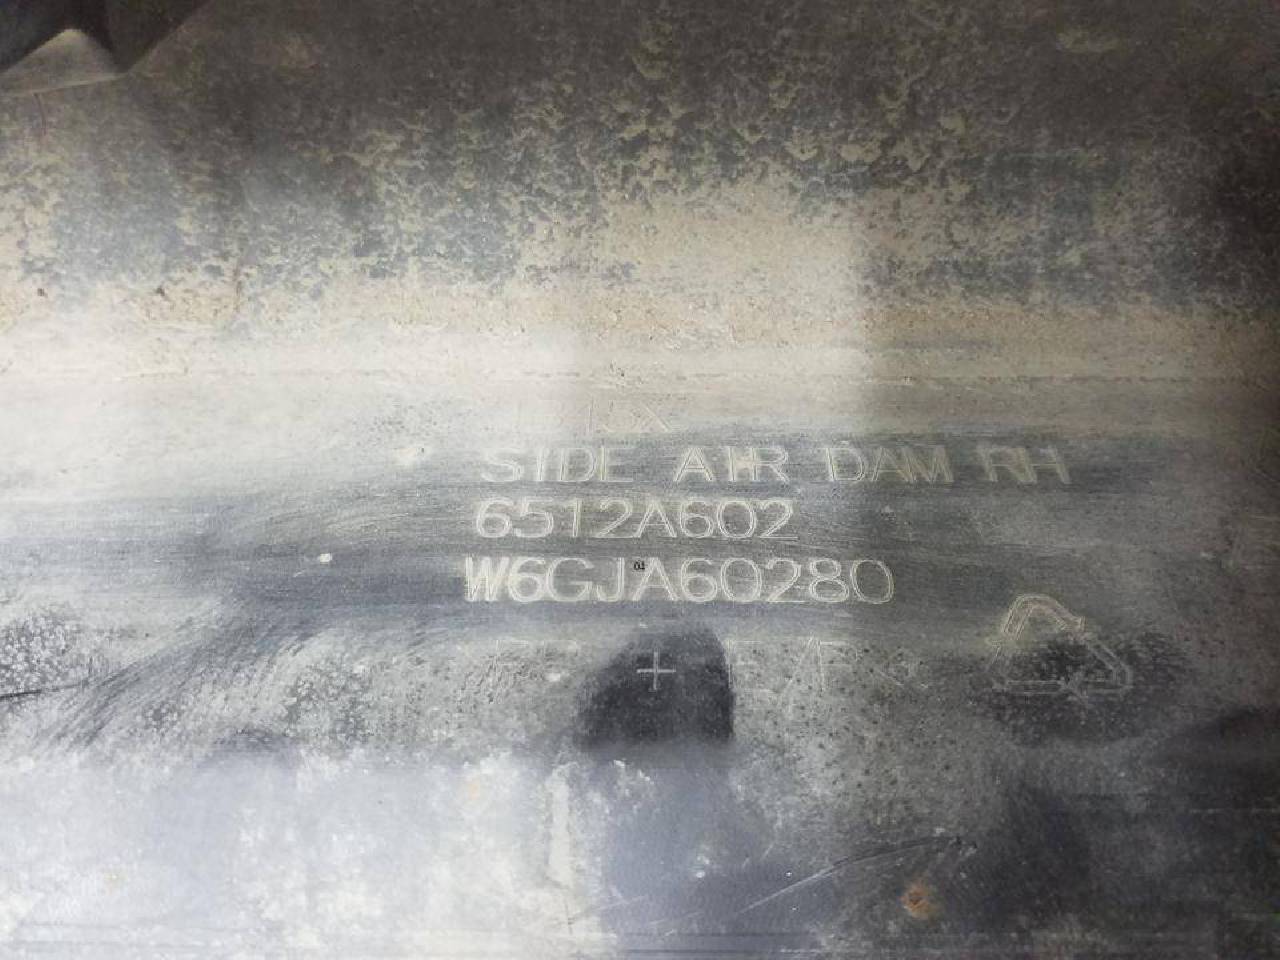 SIDE AIR DAM RH
6512A602
W6GJA60280